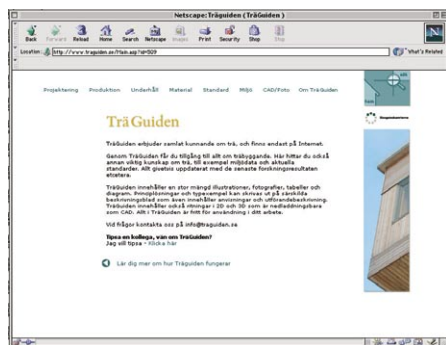 Netscape: Träguiden (TräGuiden)
Back Forward Reload Home Search Netscape Images Print Security Shop Stop
Location: http://www.traguiden.se/Main.asp?id=509 What's Related
Projektering Produktion Underhåll Material Standard Miljö CAD/Foto Om TräGuiden
TräGuiden
TräGuiden erbjuder samlat kunnande om trä, och finns endast på Internet.
Genom TräGuiden får du tillgång till allt om träbyggande. Här hittar du också
annan viktig kunskap om trä, till exempel miljödata och aktuella
standarder. Allt givetvis uppdaterat med de senaste forskningsresultaten
etcetera.
TräGuiden innehåller en stor mängd illustrationer, fotografier, tabeller och
diagram. Principlösningar och typexempel kan skrivas ut på särskilda
beskrivningsblad som även innehåller anvisningar och utförandebeskrivning.
TräGuiden innehåller också ritningar i 2D och 3D som är nedladdningsbara
som CAD. Allt i TräGuiden är fritt för användning i ditt arbete.
Vid frågor kontakta oss på info@traguiden.se
Tipsa en kollega, vän om TräGuiden?
Jag vill tipsa - Klicka här
Lär dig mer om hur Träguiden fungerar